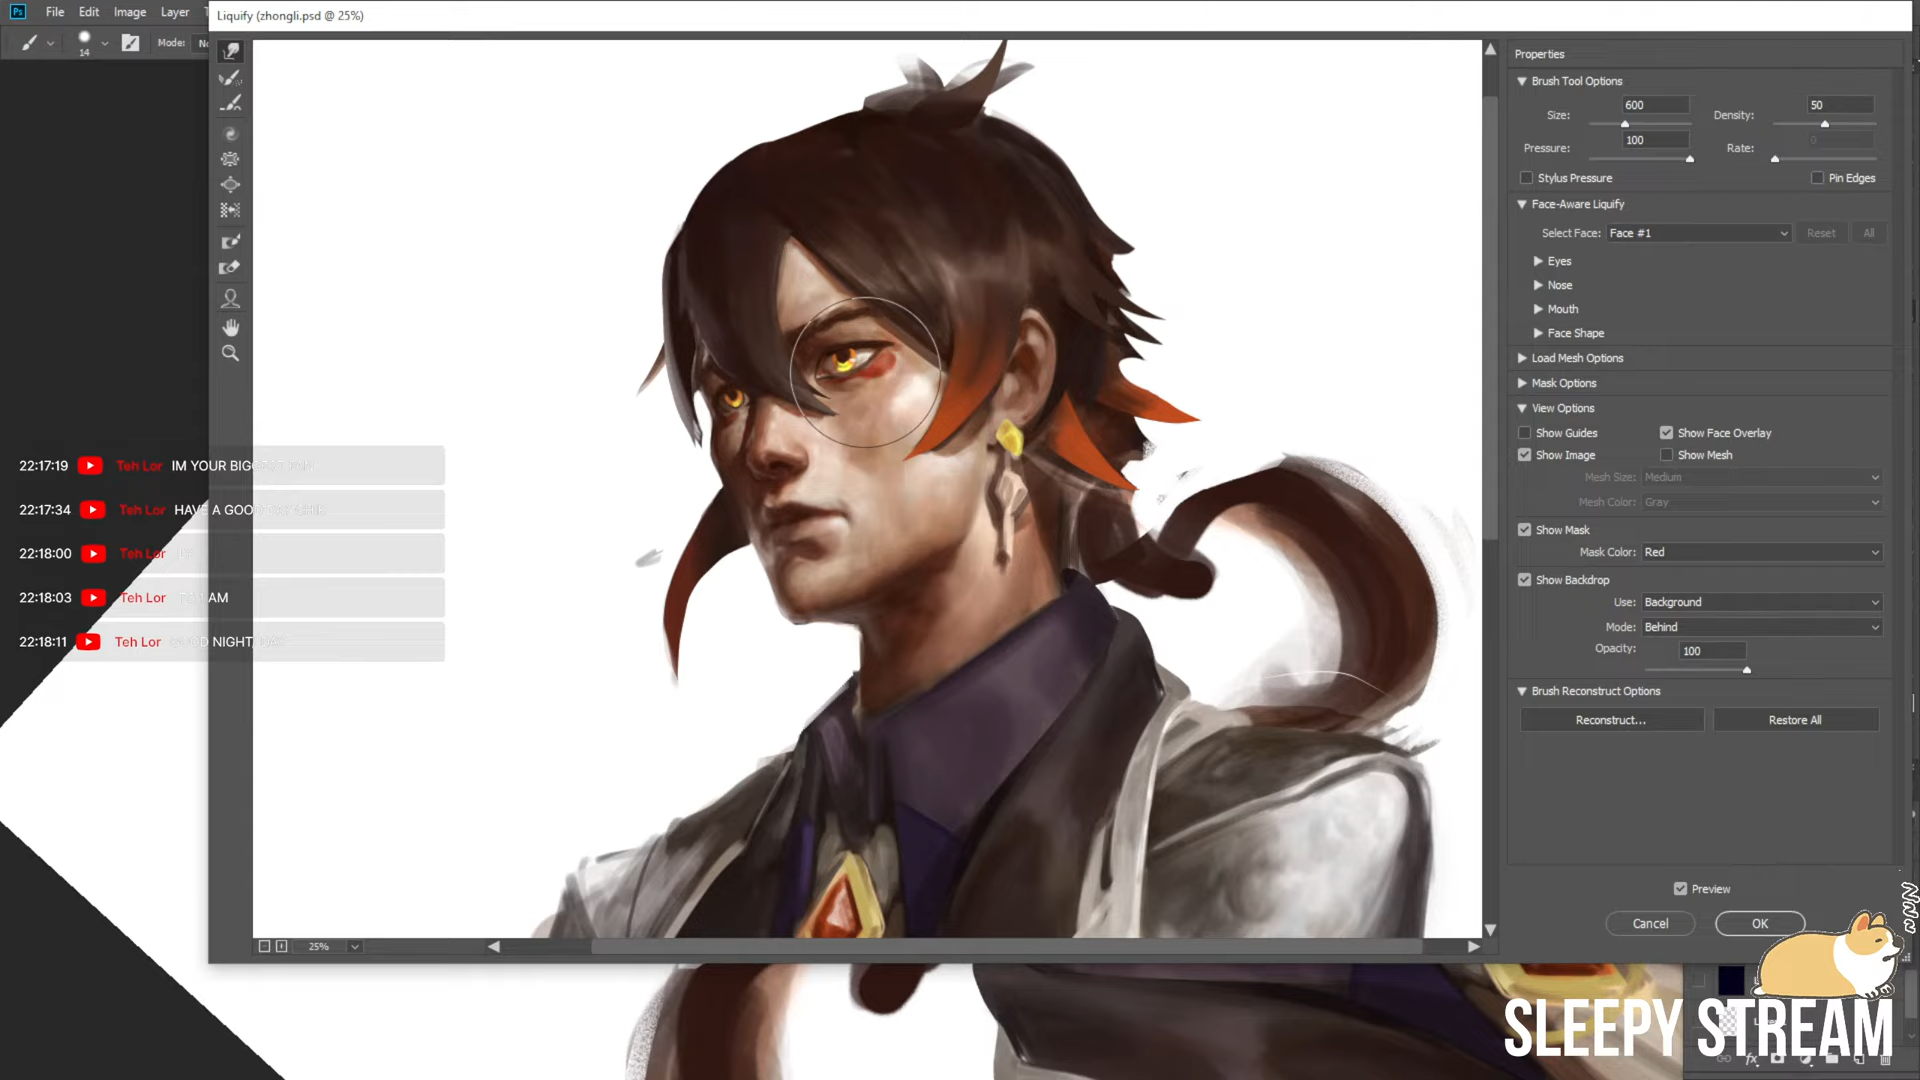 File Edit Image Layer
Liquify (zhongli.psd @ 25%)
14 Mode:
Properties
Brush Tool Options
Size: 600 Density: 50
Pressure: 100 Rate: 0
Stylus Pressure Pin Edges
Face-Aware Liquify
Select Face: Face #1 Reset All
Eyes
Nose
Mouth
Face Shape
Load Mesh Options
Mask Options
View Options
Show Guides Show Face Overlay
Show Image Show Mesh
Mesh Size: Medium
Mesh Color: Gray
Show Mask
Mask Color: Red
Show Backdrop
Use: Background
Mode: Behind
Opacity: 100
Brush Reconstruct Options
Reconstruct... Restore All
Preview
Cancel OK
22:17:19 Teh Lor IM YOUR BIGGEST FAN
22:17:34 Teh Lor HAVE A GOOD
22:18:00 Teh Lor
22:18:03 Teh Lor AM
22:18:11 Teh Lor GOOD NIGHT
25%
SLEEPY STREAM